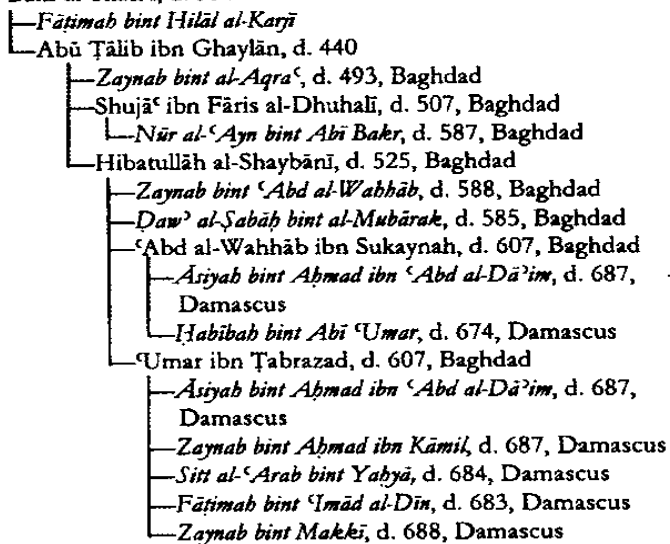 Fāṭimah bint Hilāl al-Karjī
Abū Ṭālib ibn Ghaylān, d. 440
Zaynab bint al-Aqraʿ, d. 493, Baghdad
Shujāʿ ibn Fāris al-Dhuhalī, d. 507, Baghdad
Nūr al-ʿAyn bint Abī Bakr, d. 587, Baghdad
Hibatullāh al-Shaybānī, d. 525, Baghdad
Zaynab bint ʿAbd al-Wahhāb, d. 588, Baghdad
Ḍawʾ al-Ṣabāḥ bint al-Mubārak, d. 585, Baghdad
ʿAbd al-Wahhāb ibn Sukaynah, d. 607, Baghdad
Āsiyah bint Aḥmad ibn ʿAbd al-Dāʾim, d. 687,
Damascus
Ḥabībah bint Abī ʿUmar, d. 674, Damascus
ʿUmar ibn Ṭabrazad, d. 607, Baghdad
Āsiyah bint Aḥmad ibn ʿAbd al-Dāʾim, d. 687,
Damascus
Zaynab bint Aḥmad ibn Kāmil, d. 687, Damascus
Sitt al-ʿArab bint Yaḥyā, d. 684, Damascus
Fāṭimah bint ʿImād al-Dīn, d. 683, Damascus
Zaynab bint Makkī, d. 688, Damascus